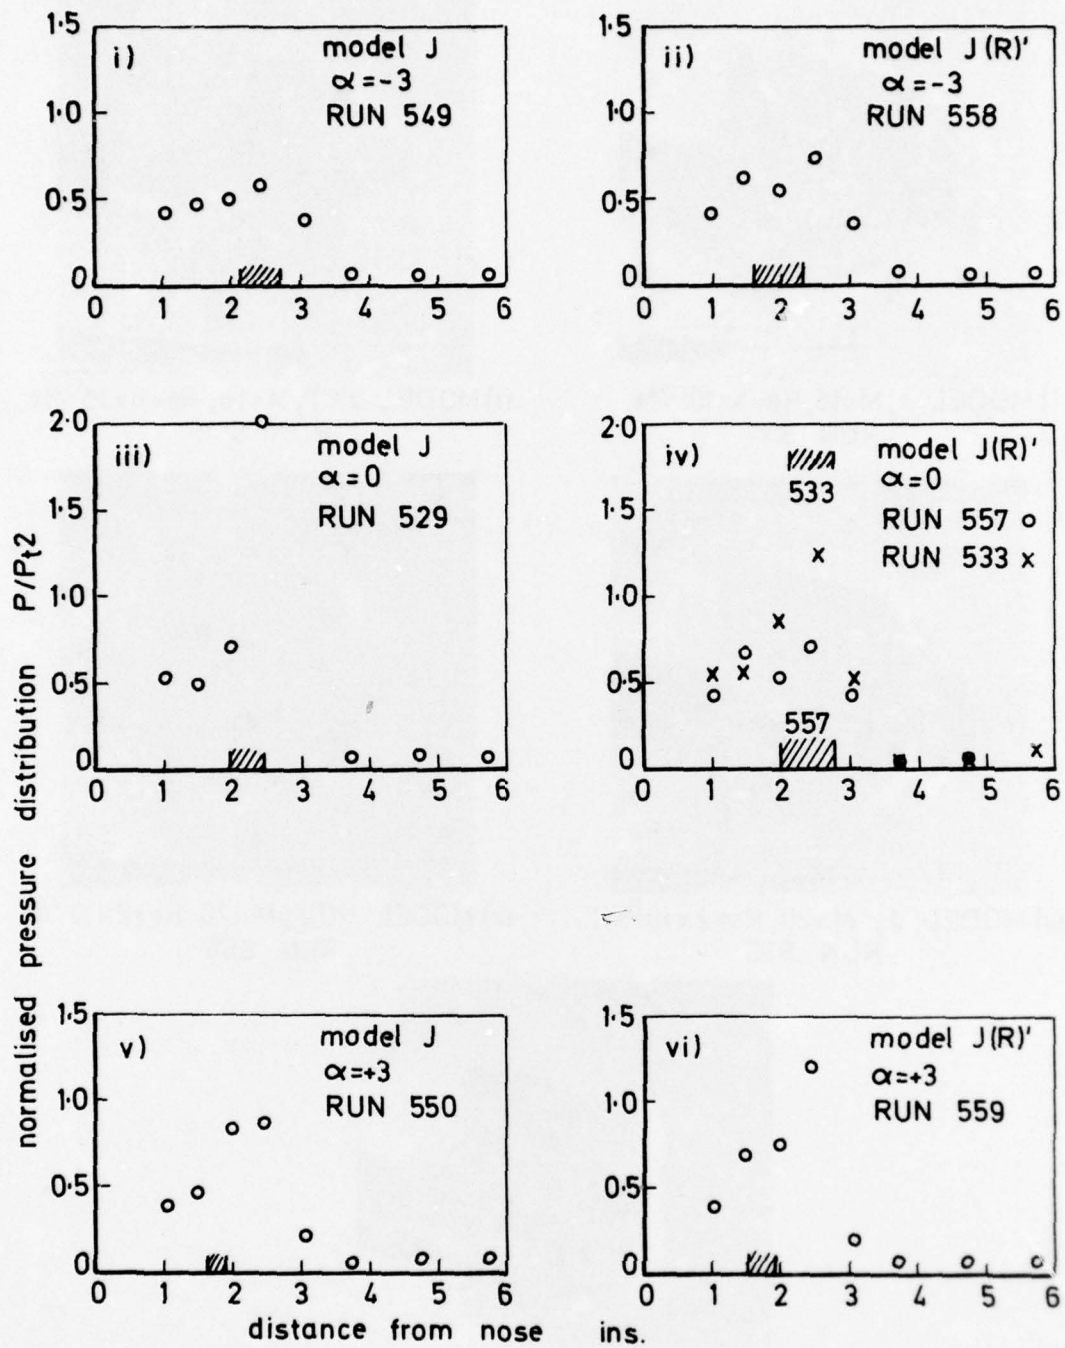 i)
model J
α=-3
RUN 549
1·5
1·0
0·5
0
0 1 2 3 4 5 6
ii)
model J(R)'
α=-3
RUN 558
1·5
1·0
0·5
0
0 1 2 3 4 5 6
iii)
model J
α=0
RUN 529
2·0
1·5
1·0
0·5
0
0 1 2 3 4 5 6
iv)
model J(R)'
α=0
RUN 557 o
RUN 533 x
533
557
2·0
1·5
1·0
0·5
0
0 1 2 3 4 5 6
v)
model J
α=+3
RUN 550
1·5
1·0
0·5
0
0 1 2 3 4 5 6
vi)
model J(R)'
α=+3
RUN 559
1·5
1·0
0·5
0
0 1 2 3 4 5 6
normalised pressure distribution P/Pt2
distance from nose ins.